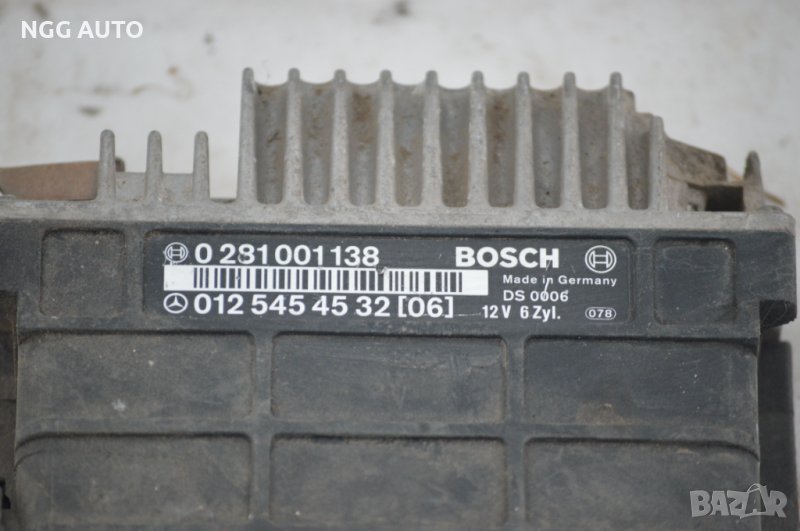 NGG AUTO
0 281 001 138 BOSCH
Made in Germany
DS 0006
012 545 45 32 [06] 12 V 6 Zyl. 078
BAZAR
bg